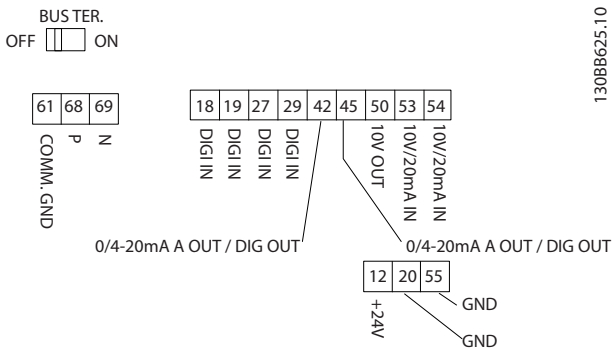 BUS TER.
OFF ON
130BB625.10
61 68 69
COMM. GND
P
N
18 19 27 29 42 45 50 53 54
DIGI IN
DIGI IN
DIGI IN
DIGI IN
10V OUT
10V/20mA IN
10V/20mA IN
0/4-20mA A OUT / DIG OUT
0/4-20mA A OUT / DIG OUT
12 20 55
+24V
GND
GND